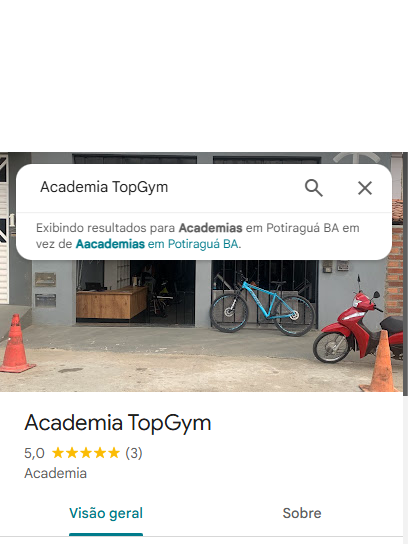 Academia TopGym
Exibindo resultados para Academias em Potiraguá BA em
vez de Aacademias em Potiraguá BA.
Academia TopGym
5,0 (3)
Academia
Visão geral
Sobre